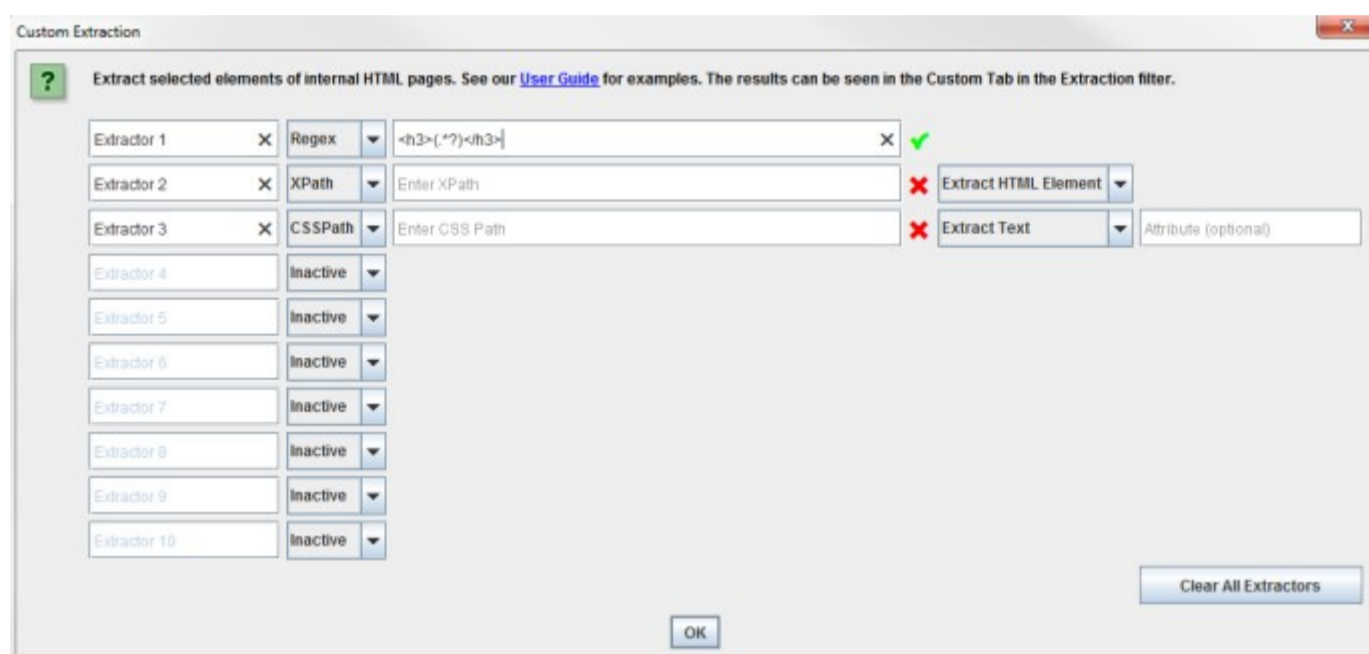 Custom Extraction
Extract selected elements of internal HTML pages. See our User Guide for examples. The results can be seen in the Custom Tab in the Extraction filter.
Extractor 1 Regex <h3>(.*?)</h3>
Extractor 2 XPath Enter XPath Extract HTML Element
Extractor 3 CSSPath Enter CSS Path Extract Text Attribute (optional)
Extractor 4 Inactive
Extractor 5 Inactive
Extractor 6 Inactive
Extractor 7 Inactive
Extractor 8 Inactive
Extractor 9 Inactive
Extractor 10 Inactive
Clear All Extractors
OK